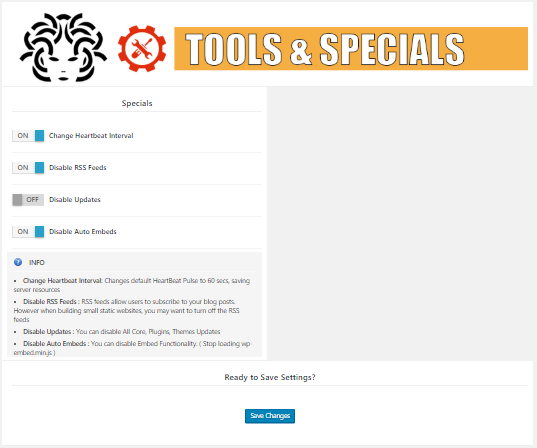 TOOLS & SPECIALS
Specials
ON Change Heartbeat Interval
ON Disable RSS Feeds
OFF Disable Updates
ON Disable Auto Embeds
? INFO
• Change Heartbeat Interval: Changes default HeartBeat Pulse to 60 secs, saving
server resources
• Disable RSS Feeds : RSS feeds allow users to subscribe to your blog posts.
However when building small static websites, you may want to turn off the RSS
feeds
• Disable Updates : You can disable All Core, Plugins, Themes Updates
• Disable Auto Embeds : You can disable Embed Functionality. ( Stop loading wp-
embed.min.js )
Ready to Save Settings?
Save Changes